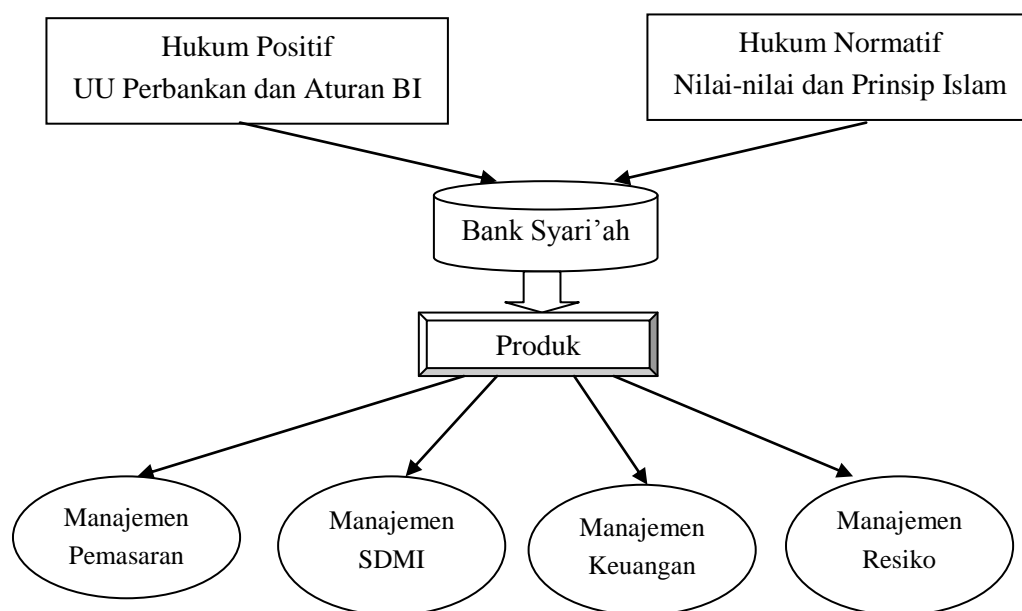 Hukum Positif
UU Perbankan dan Aturan BI
Hukum Normatif
Nilai-nilai dan Prinsip Islam
Bank Syari’ah
Produk
Manajemen
Pemasaran
Manajemen
SDMI
Manajemen
Keuangan
Manajemen
Resiko